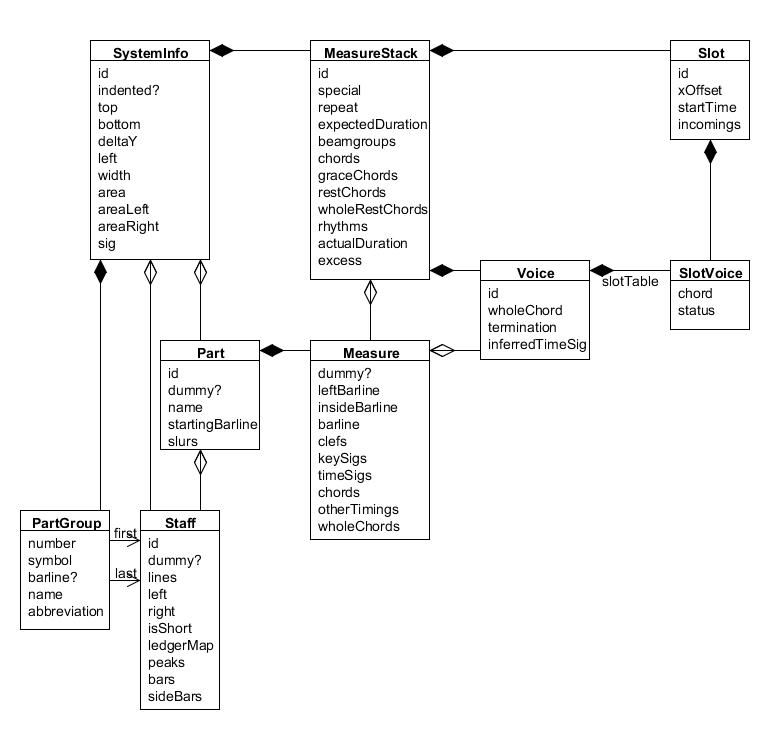 SystemInfo
id
indented?
top
bottom
deltaY
left
width
area
areaLeft
areaRight
sig
MeasureStack
id
special
repeat
expectedDuration
beamgroups
chords
graceChords
restChords
wholeRestChords
rhythms
actualDuration
excess
Slot
id
xOffset
startTime
incomings
Voice
id
wholeChord
termination
inferredTimeSig
slotTable
SlotVoice
chord
status
Part
id
dummy?
name
startingBarline
slurs
Measure
dummy?
leftBarline
insideBarline
barline
clefs
keySigs
timeSigs
chords
otherTimings
wholeChords
PartGroup
number
symbol
barline?
name
abbreviation
first
last
Staff
id
dummy?
lines
left
right
isShort
ledgerMap
peaks
bars
sideBars